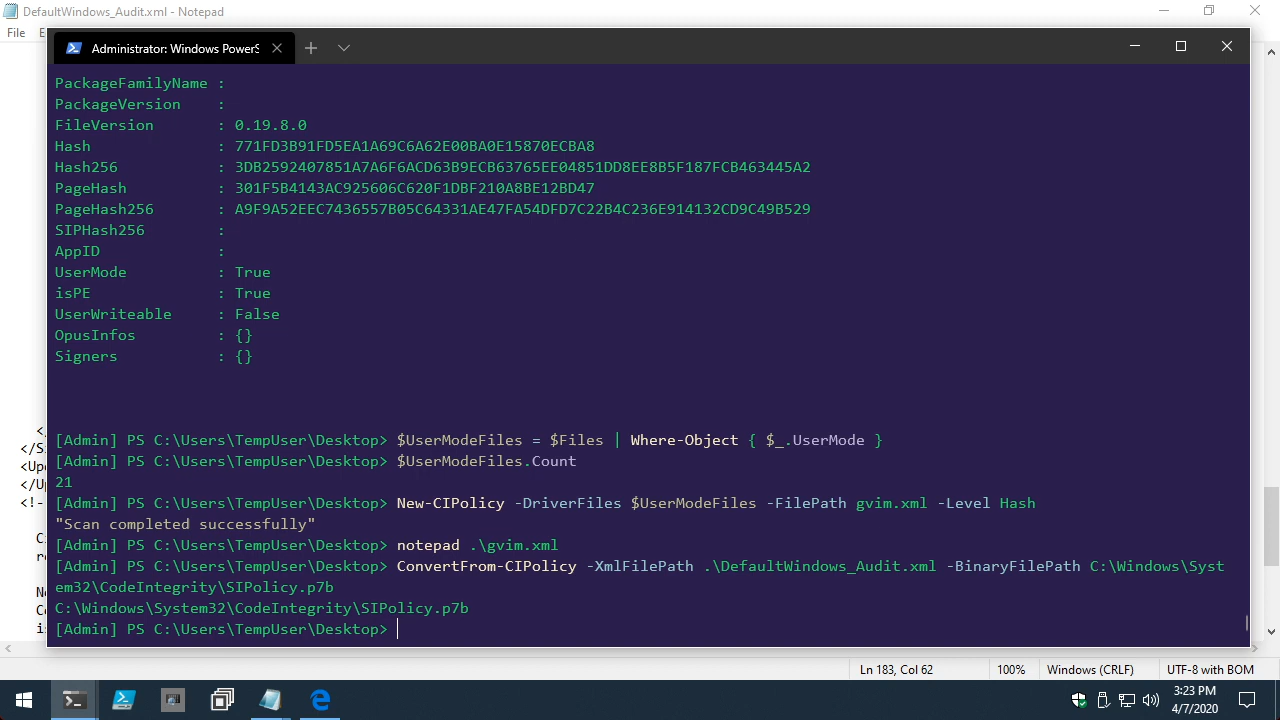 DefaultWindows_Audit.xml - Notepad
File
Administrator: Windows PowerS
PackageFamilyName :
PackageVersion :
FileVersion : 0.19.8.0
Hash : 771FD3B91FD5EA1A69C6A62E00BA0E15870ECBA8
Hash256 : 3DB2592407851A7A6F6ACD63B9ECB63765EE04851DD8EE8B5F187FCB463445A2
PageHash : 301F5B4143AC925606C620F1DBF210A8BE12BD47
PageHash256 : A9F9A52EEC7436557B05C64331AE47FA54DFD7C22B4C236E914132CD9C49B529
SIPHash256 :
AppID :
UserMode : True
isPE : True
UserWriteable : False
OpusInfos : {}
Signers : {}
[Admin] PS C:\Users\TempUser\Desktop> $UserModeFiles = $Files | Where-Object { $_.UserMode }
</Si
[Admin] PS C:\Users\TempUser\Desktop> $UserModeFiles.Count
<Upd
21
</Up
[Admin] PS C:\Users\TempUser\Desktop> New-CIPolicy -DriverFiles $UserModeFiles -FilePath gvim.xml -Level Hash
<!--
"Scan completed successfully"
[Admin] PS C:\Users\TempUser\Desktop> notepad .\gvim.xml
[Admin] PS C:\Users\TempUser\Desktop> ConvertFrom-CIPolicy -XmlFilePath .\DefaultWindows_Audit.xml -BinaryFilePath C:\Windows\Syst
em32\CodeIntegrity\SIPolicy.p7b
C:\Windows\System32\CodeIntegrity\SIPolicy.p7b
[Admin] PS C:\Users\TempUser\Desktop>
Ln 183, Col 62
100%
Windows (CRLF)
UTF-8 with BOM
3:23 PM
4/7/2020